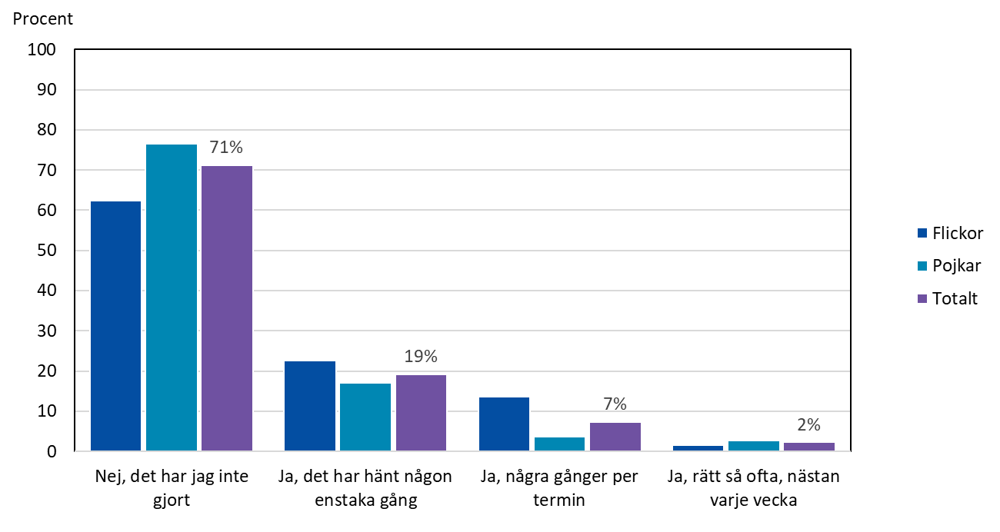 Procent
100
90
80
70
60
50
40
30
20
10
0
71%
19%
7%
2%
Nej, det har jag inte
gjort
Ja, det har hänt någon
enstaka gång
Ja, några gånger per
termin
Ja, rätt så ofta, nästan
varje vecka
Flickor
Pojkar
Totalt